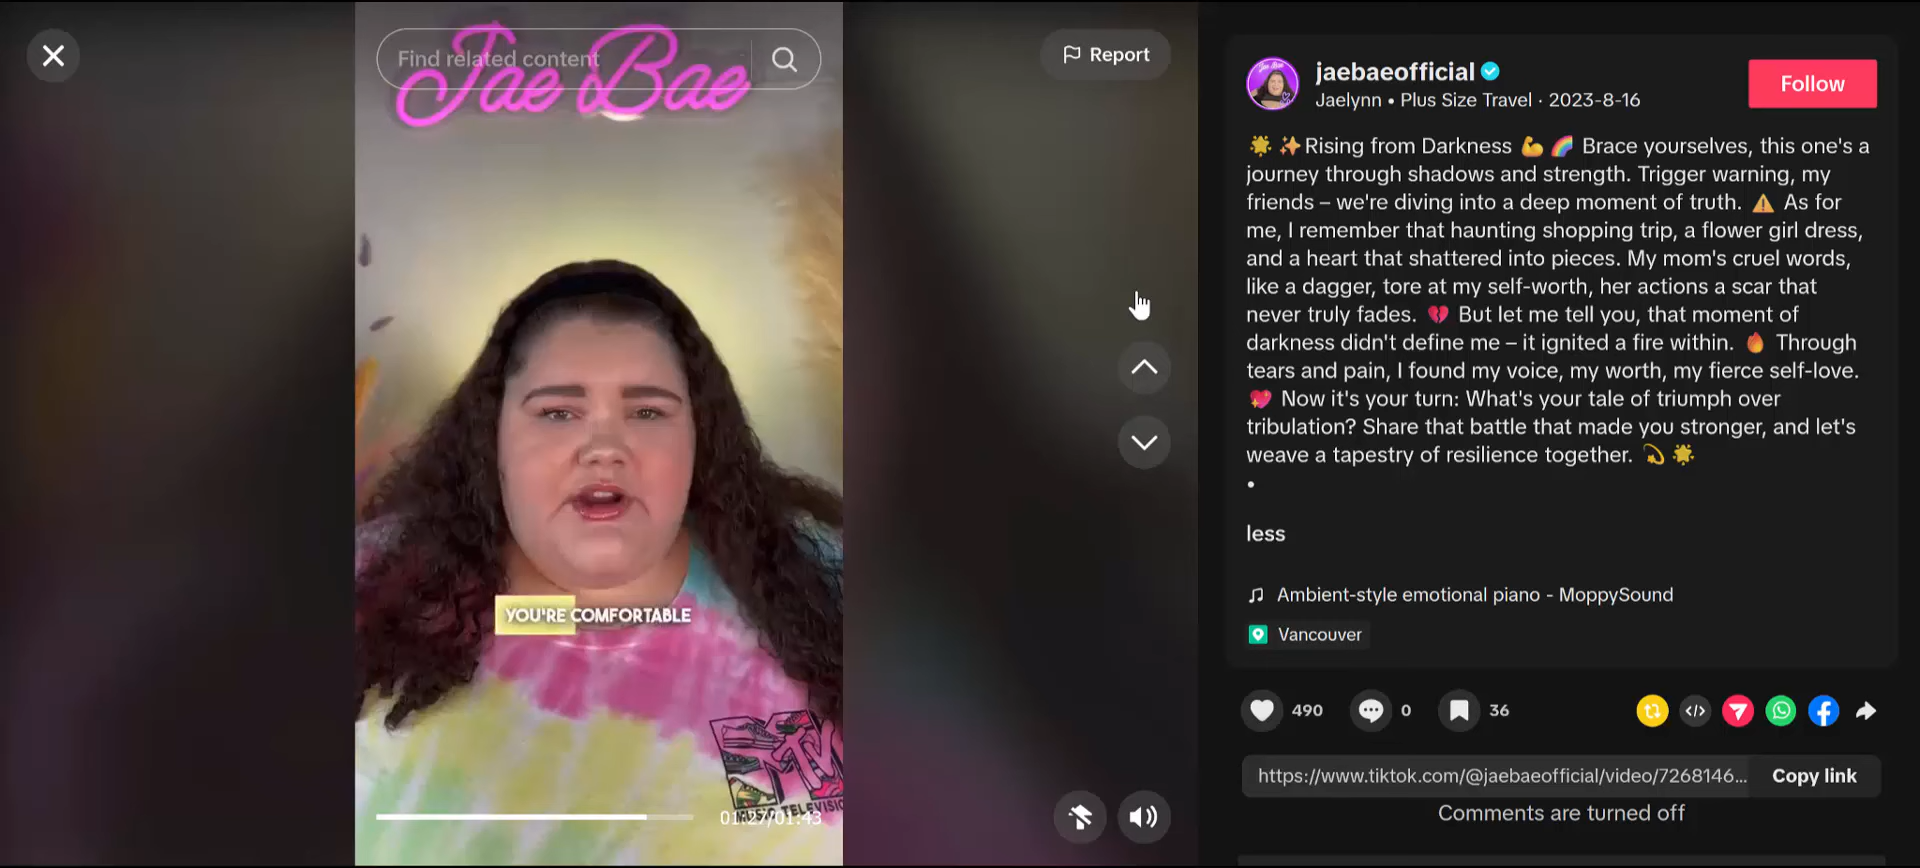 Jae Bae
Find related content
Report
YOU'RE COMFORTABLE
MTV
MUSIC TELEVISIO
01:27/01:43
jaebaeofficial
Jaelynn • Plus Size Travel · 2023-8-16
Follow
🌟 ✨Rising from Darkness 💪 🌈 Brace yourselves, this one's a
journey through shadows and strength. Trigger warning, my
friends – we're diving into a deep moment of truth. ⚠️ As for
me, I remember that haunting shopping trip, a flower girl dress,
and a heart that shattered into pieces. My mom's cruel words,
like a dagger, tore at my self-worth, her actions a scar that
never truly fades. 💔 But let me tell you, that moment of
darkness didn't define me – it ignited a fire within. 🔥 Through
tears and pain, I found my voice, my worth, my fierce self-love.
💖 Now it's your turn: What's your tale of triumph over
tribulation? Share that battle that made you stronger, and let's
weave a tapestry of resilience together. 💫 🌟
•
less
Ambient-style emotional piano - MoppySound
Vancouver
490
0
36
https://www.tiktok.com/@jaebaeofficial/video/7268146...
Copy link
Comments are turned off